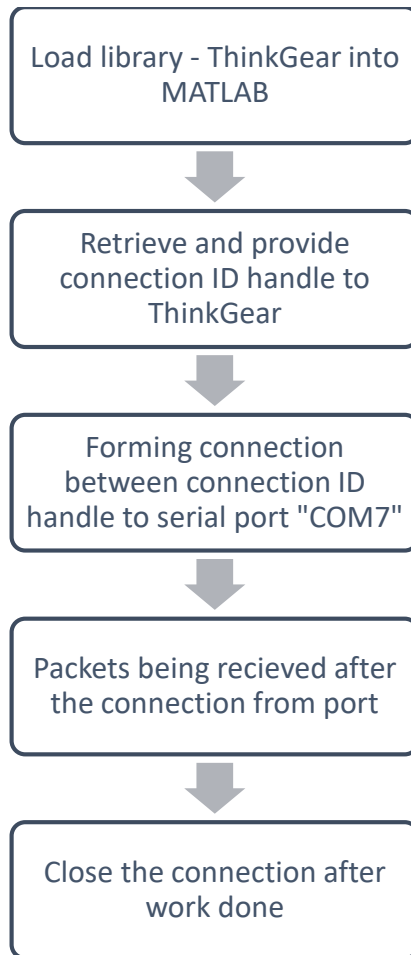 Load library - ThinkGear into
MATLAB
Retrieve and provide
connection ID handle to
ThinkGear
Forming connection
between connection ID
handle to serial port "COM7"
Packets being recieved after
the connection from port
Close the connection after
work done